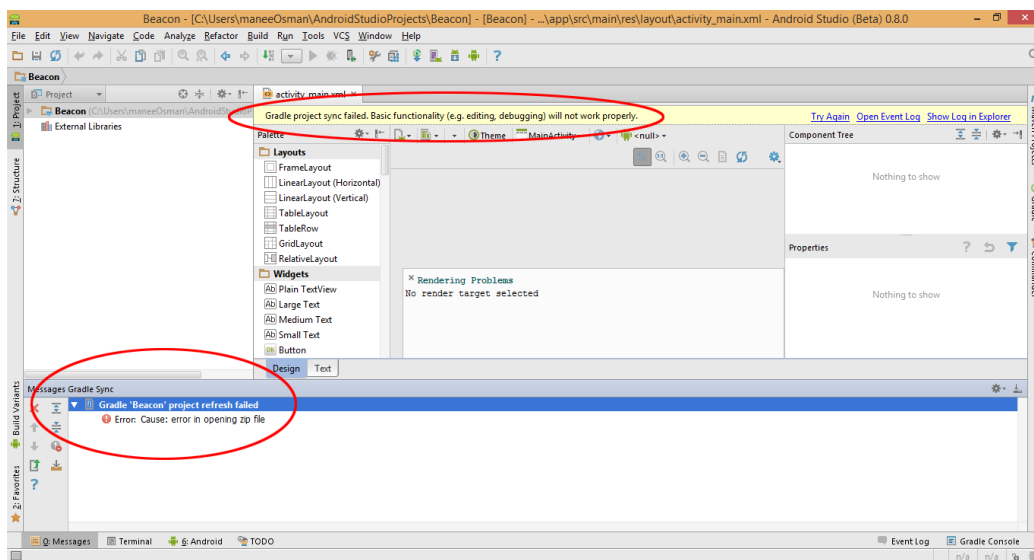 Beacon - [C:\Users\maneeOsman\AndroidStudioProjects\Beacon] - [Beacon] - ...\app\src\main\res\layout\activity_main.xml - Android Studio (Beta) 0.8.0
File Edit View Navigate Code Analyze Refactor Build Run Tools VCS Window Help
Beacon
Project
activity_main.xml
1: Project
Beacon (C:\Users\maneeOsman\AndroidStudioP
External Libraries
Gradle project sync failed. Basic functionality (e.g. editing, debugging) will not work properly.
Try Again Open Event Log Show Log in Explorer
Palette
Theme MainActivity <null>
Component Tree
Layouts
FrameLayout
LinearLayout (Horizontal)
LinearLayout (Vertical)
TableLayout
TableRow
GridLayout
RelativeLayout
Widgets
Plain TextView
Large Text
Medium Text
Small Text
Button
Nothing to show
Properties
Nothing to show
Rendering Problems
No render target selected
Design Text
7: Structure
Build Variants
2: Favorites
Messages Gradle Sync
Gradle 'Beacon' project refresh failed
Error: Cause: error in opening zip file
0: Messages Terminal 6: Android TODO
Event Log Gradle Console
n/a n/a